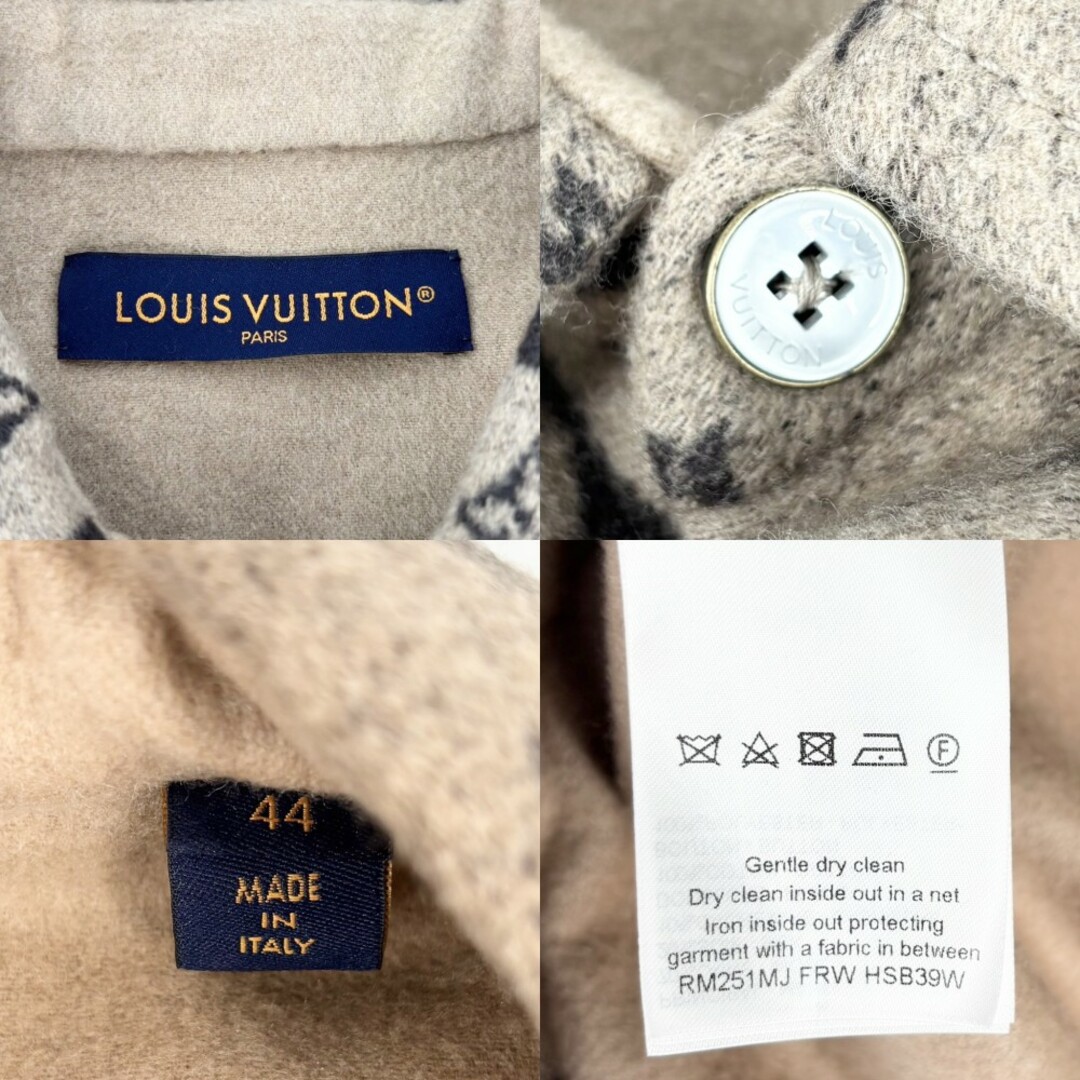 LOUIS VUITTON®
PARIS
LOUIS
VUITTON
44
MADE
IN
ITALY
F
Gentle dry clean
Dry clean inside out in a net
Iron inside out protecting
garment with a fabric in between
RM251MJ FRW HSB39W